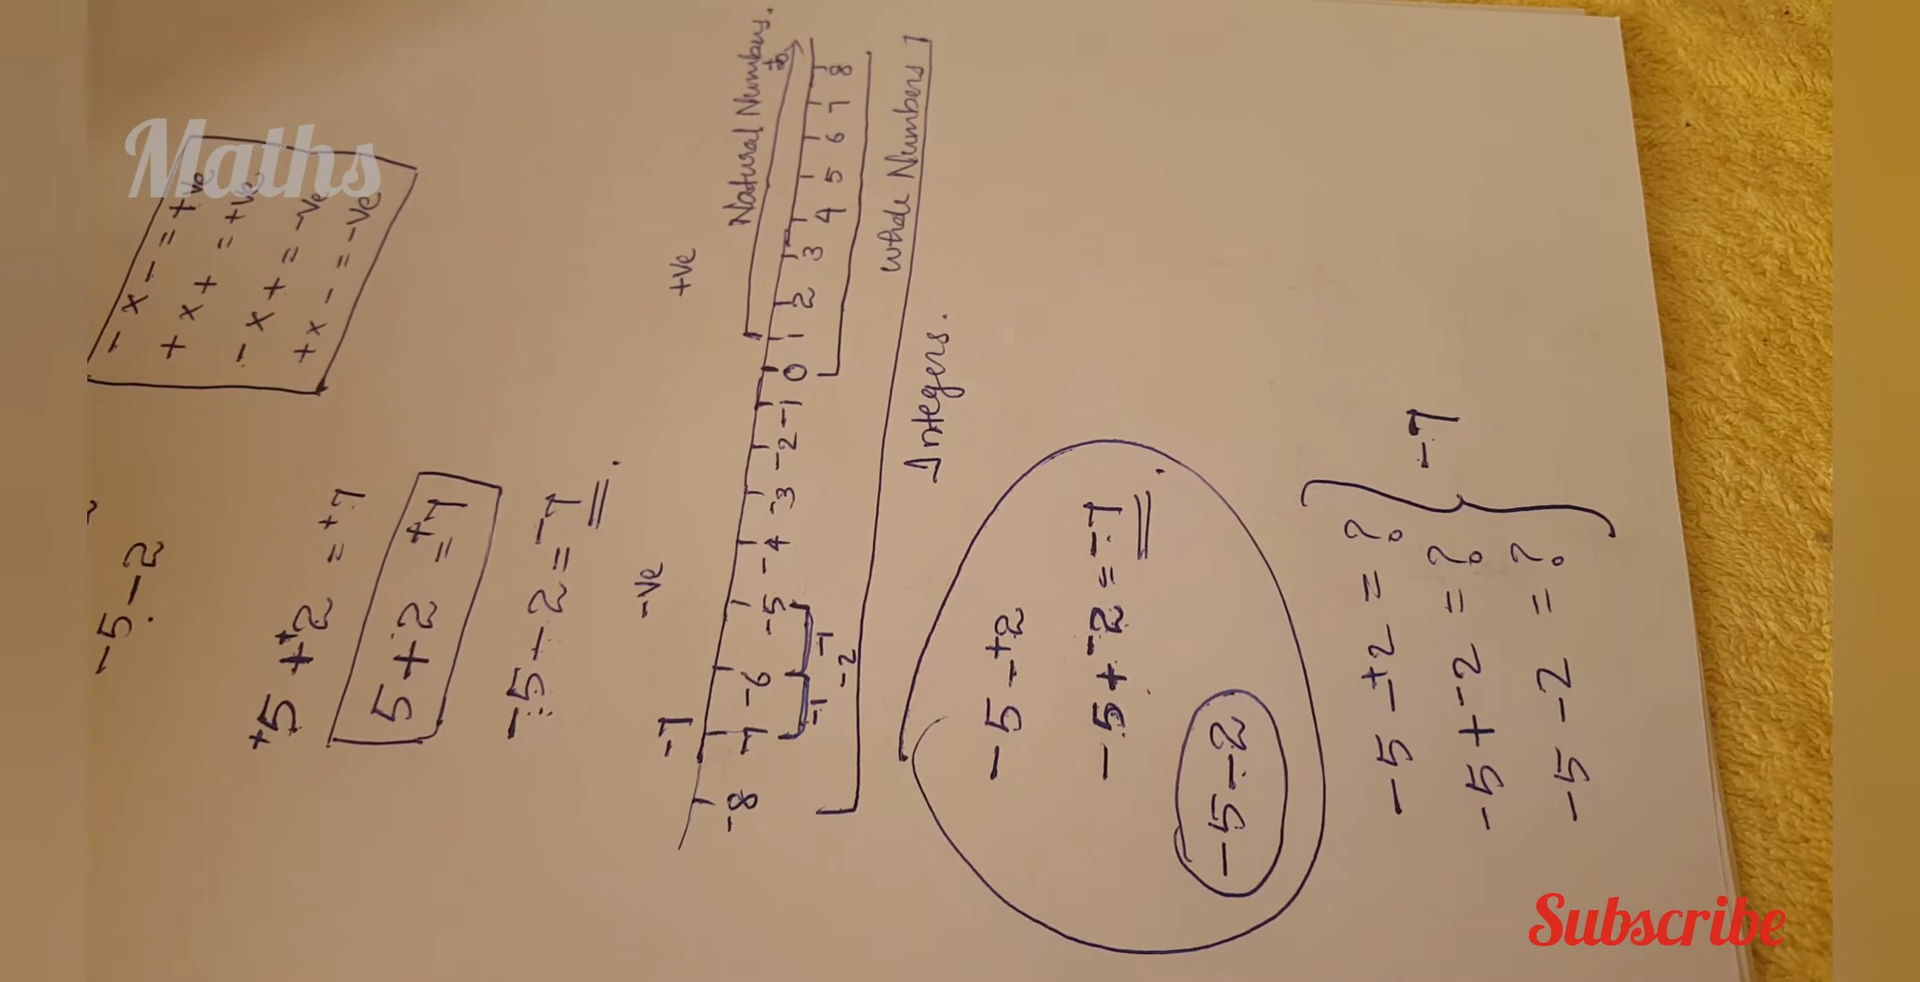 Maths
- x - = +ve
+ x + = +ve
- x + = -ve
+ x - = -ve
-5 -2
+5 + +2 = +7
5+2 = +7
-5 -2 = -7.
-7 -ve +ve
Natural Numbers.
+∞
-8 -7 -6 -5 -4 -3 -2 -1 0 1 2 3 4 5 6 7 8
-1 -1
-2
Whole Numbers
Integers.
-5 - +2
-5 + -2 = -7.
-5 -2
-5 - +2 = ?
-5 + -2 = ?
-5 -2 = ?
-7
Subscribe